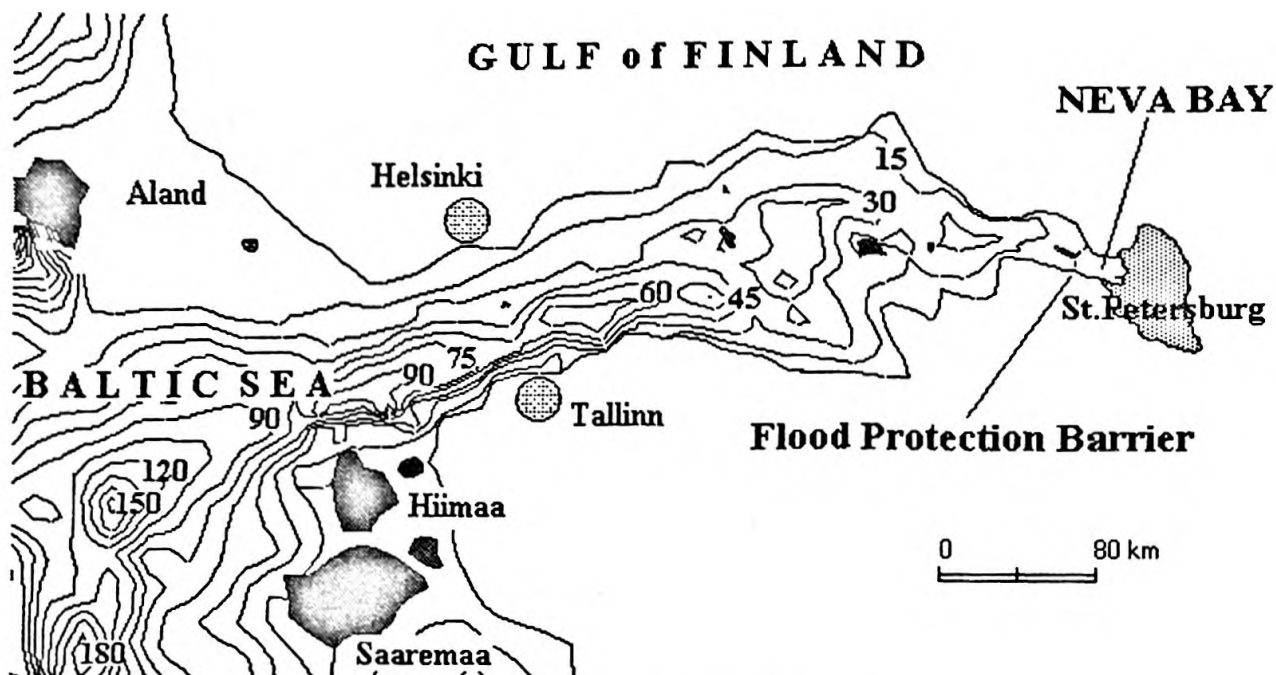 GULF of FINLAND
NEVA BAY
15
Helsinki
Aland
30
60
45
St.Petersburg
75
90
BALTIC SEA
90
Tallinn
Flood Protection Barrier
120
150
Hiimaa
0 80 km
180
Saaremaa